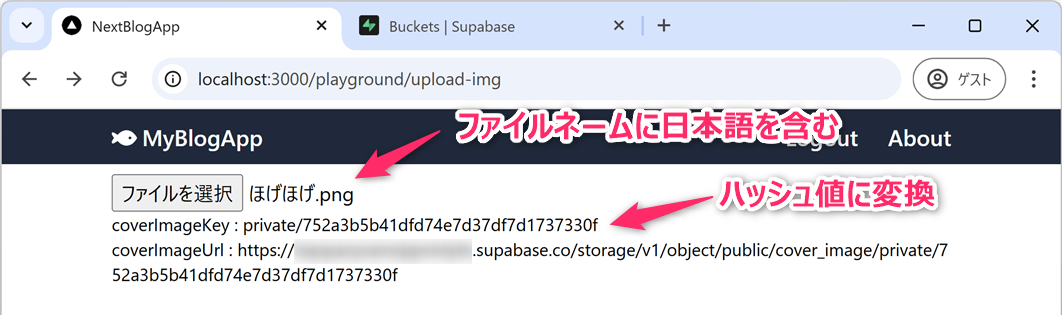 NextBlogApp
Buckets | Supabase
localhost:3000/playground/upload-img
ゲスト
MyBlogApp
ファイルネームに日本語を含む
Logout
About
ファイルを選択 ほげほげ.png
ハッシュ値に変換
coverImageKey : private/752a3b5b41dfd74e7d37df7d1737330f
coverImageUrl : https://
.supabase.co/storage/v1/object/public/cover_image/private/7
52a3b5b41dfd74e7d37df7d1737330f